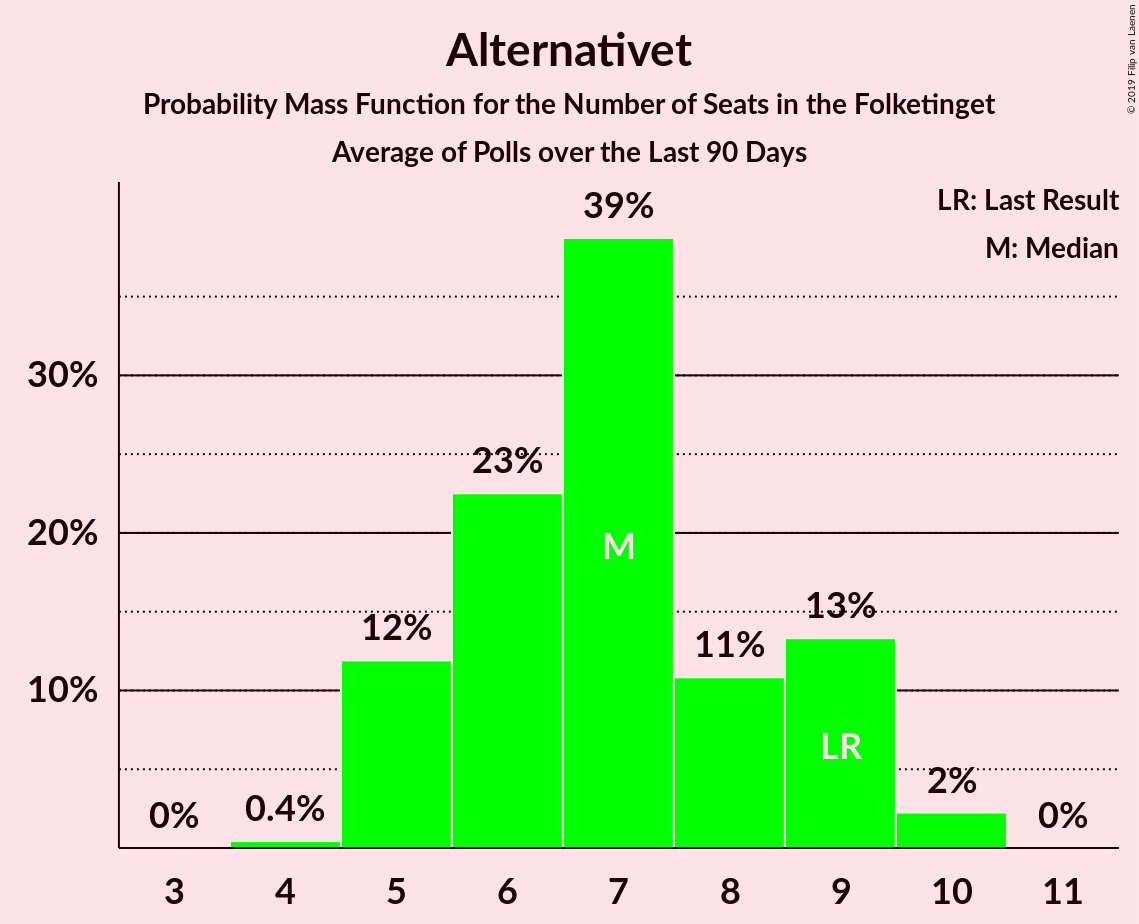 Alternativet
Probability Mass Function for the Number of Seats in the Folketinget
Average of Polls over the Last 90 Days
© 2019 Filip van Laenen
LR: Last Result
M: Median
39%
30%
23%
20%
M
13%
12%
11%
10%
LR
2%
0%
0.4%
0%
3 4 5 6 7 8 9 10 11